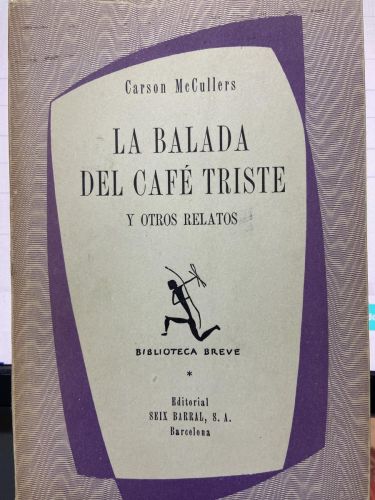 Carson McCullers
LA BALADA
DEL CAFÉ TRISTE
Y OTROS RELATOS
BIBLIOTECA BREVE
*
Editorial
SEIX BARRAL, S. A.
Barcelona